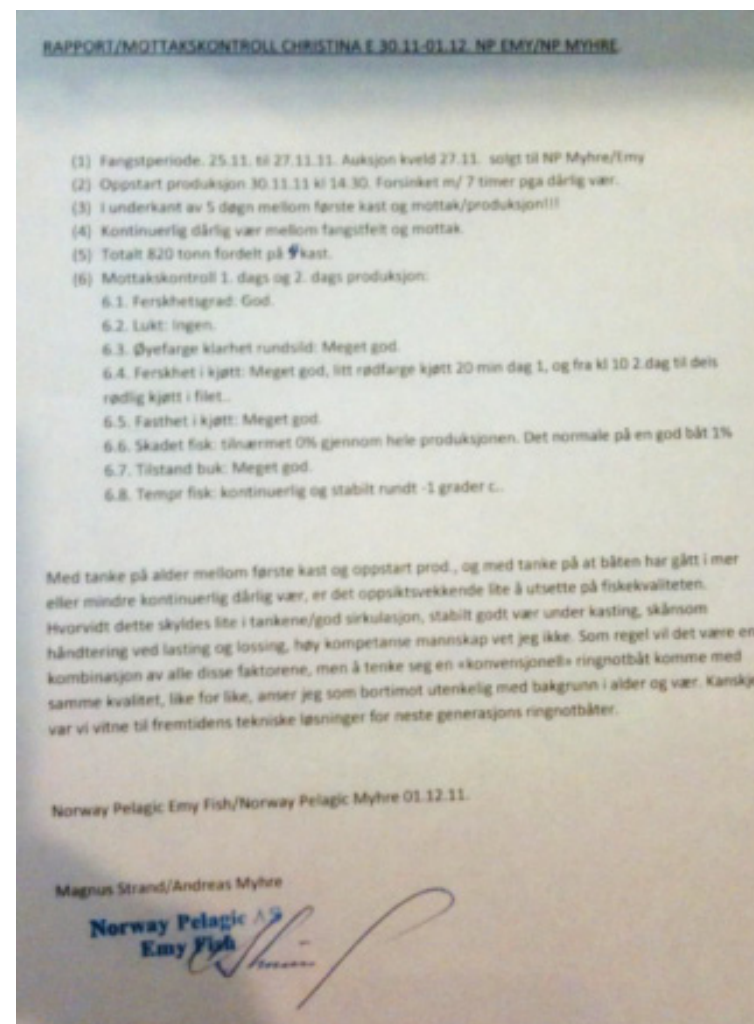 RAPPORT/MOTTAKSKONTROLL CHRISTINA E 30.11-01.12. NP EMY/NP MYHRE.
(1) Fangstperiode. 25.11. til 27.11.11. Auksjon kveld 27.11. solgt til NP Myhre/Emy
(2) Oppstart produksjon 30.11.11 kl 14.30. Forsinket m/ 7 timer pga dårlig vær.
(3) I underkant av 5 døgn mellom første kast og mottak/produksjon!!!
(4) Kontinuerlig dårlig vær mellom fangstfelt og mottak.
(5) Totalt 820 tonn fordelt på kast.
(6) Mottakskontroll 1. dags og 2. dags produksjon:
6.1. Ferskhetsgrad: God.
6.2. Lukt: Ingen.
6.3. Øyefarge klarhet rundsild: Meget god.
6.4. Ferskhet i kjøtt: Meget god, litt rødfarge kjøtt 20 min dag 1, og fra kl 10 2.dag til dels
rødlig kjøtt i filet..
6.5. Fasthet i kjøtt: Meget god.
6.6. Skadet fisk: tilnærmet 0% gjennom hele produksjonen. Det normale på en god båt 1%
6.7. Tilstand buk: Meget god.
6.8. Tempr fisk: kontinuerlig og stabilt rundt -1 grader c..
Med tanke på alder mellom første kast og oppstart prod., og med tanke på at båten har gått i mer
eller mindre kontinuerlig dårlig vær, er det oppsiktsvekkende lite å utsette på fiskekvaliteten.
Hvorvidt dette skyldes lite i tankene/god sirkulasjon, stabilt godt vær under kasting, skånsom
håndtering ved lasting og lossing, høy kompetanse mannskap vet jeg ikke. Som regel vil det være en
kombinasjon av alle disse faktorene, men å tenke seg en «konvensjonell» ringnotbåt komme med
samme kvalitet, like for like, anser jeg som bortimot utenkelig med bakgrunn i alder og vær. Kanskje
var vi vitne til fremtidens tekniske løsninger for neste generasjons ringnotbåter.
Norway Pelagic Emy Fish/Norway Pelagic Myhre 01.12.11.
Magnus Strand/Andreas Myhre
Norway Pelagic AS
Emy Fish